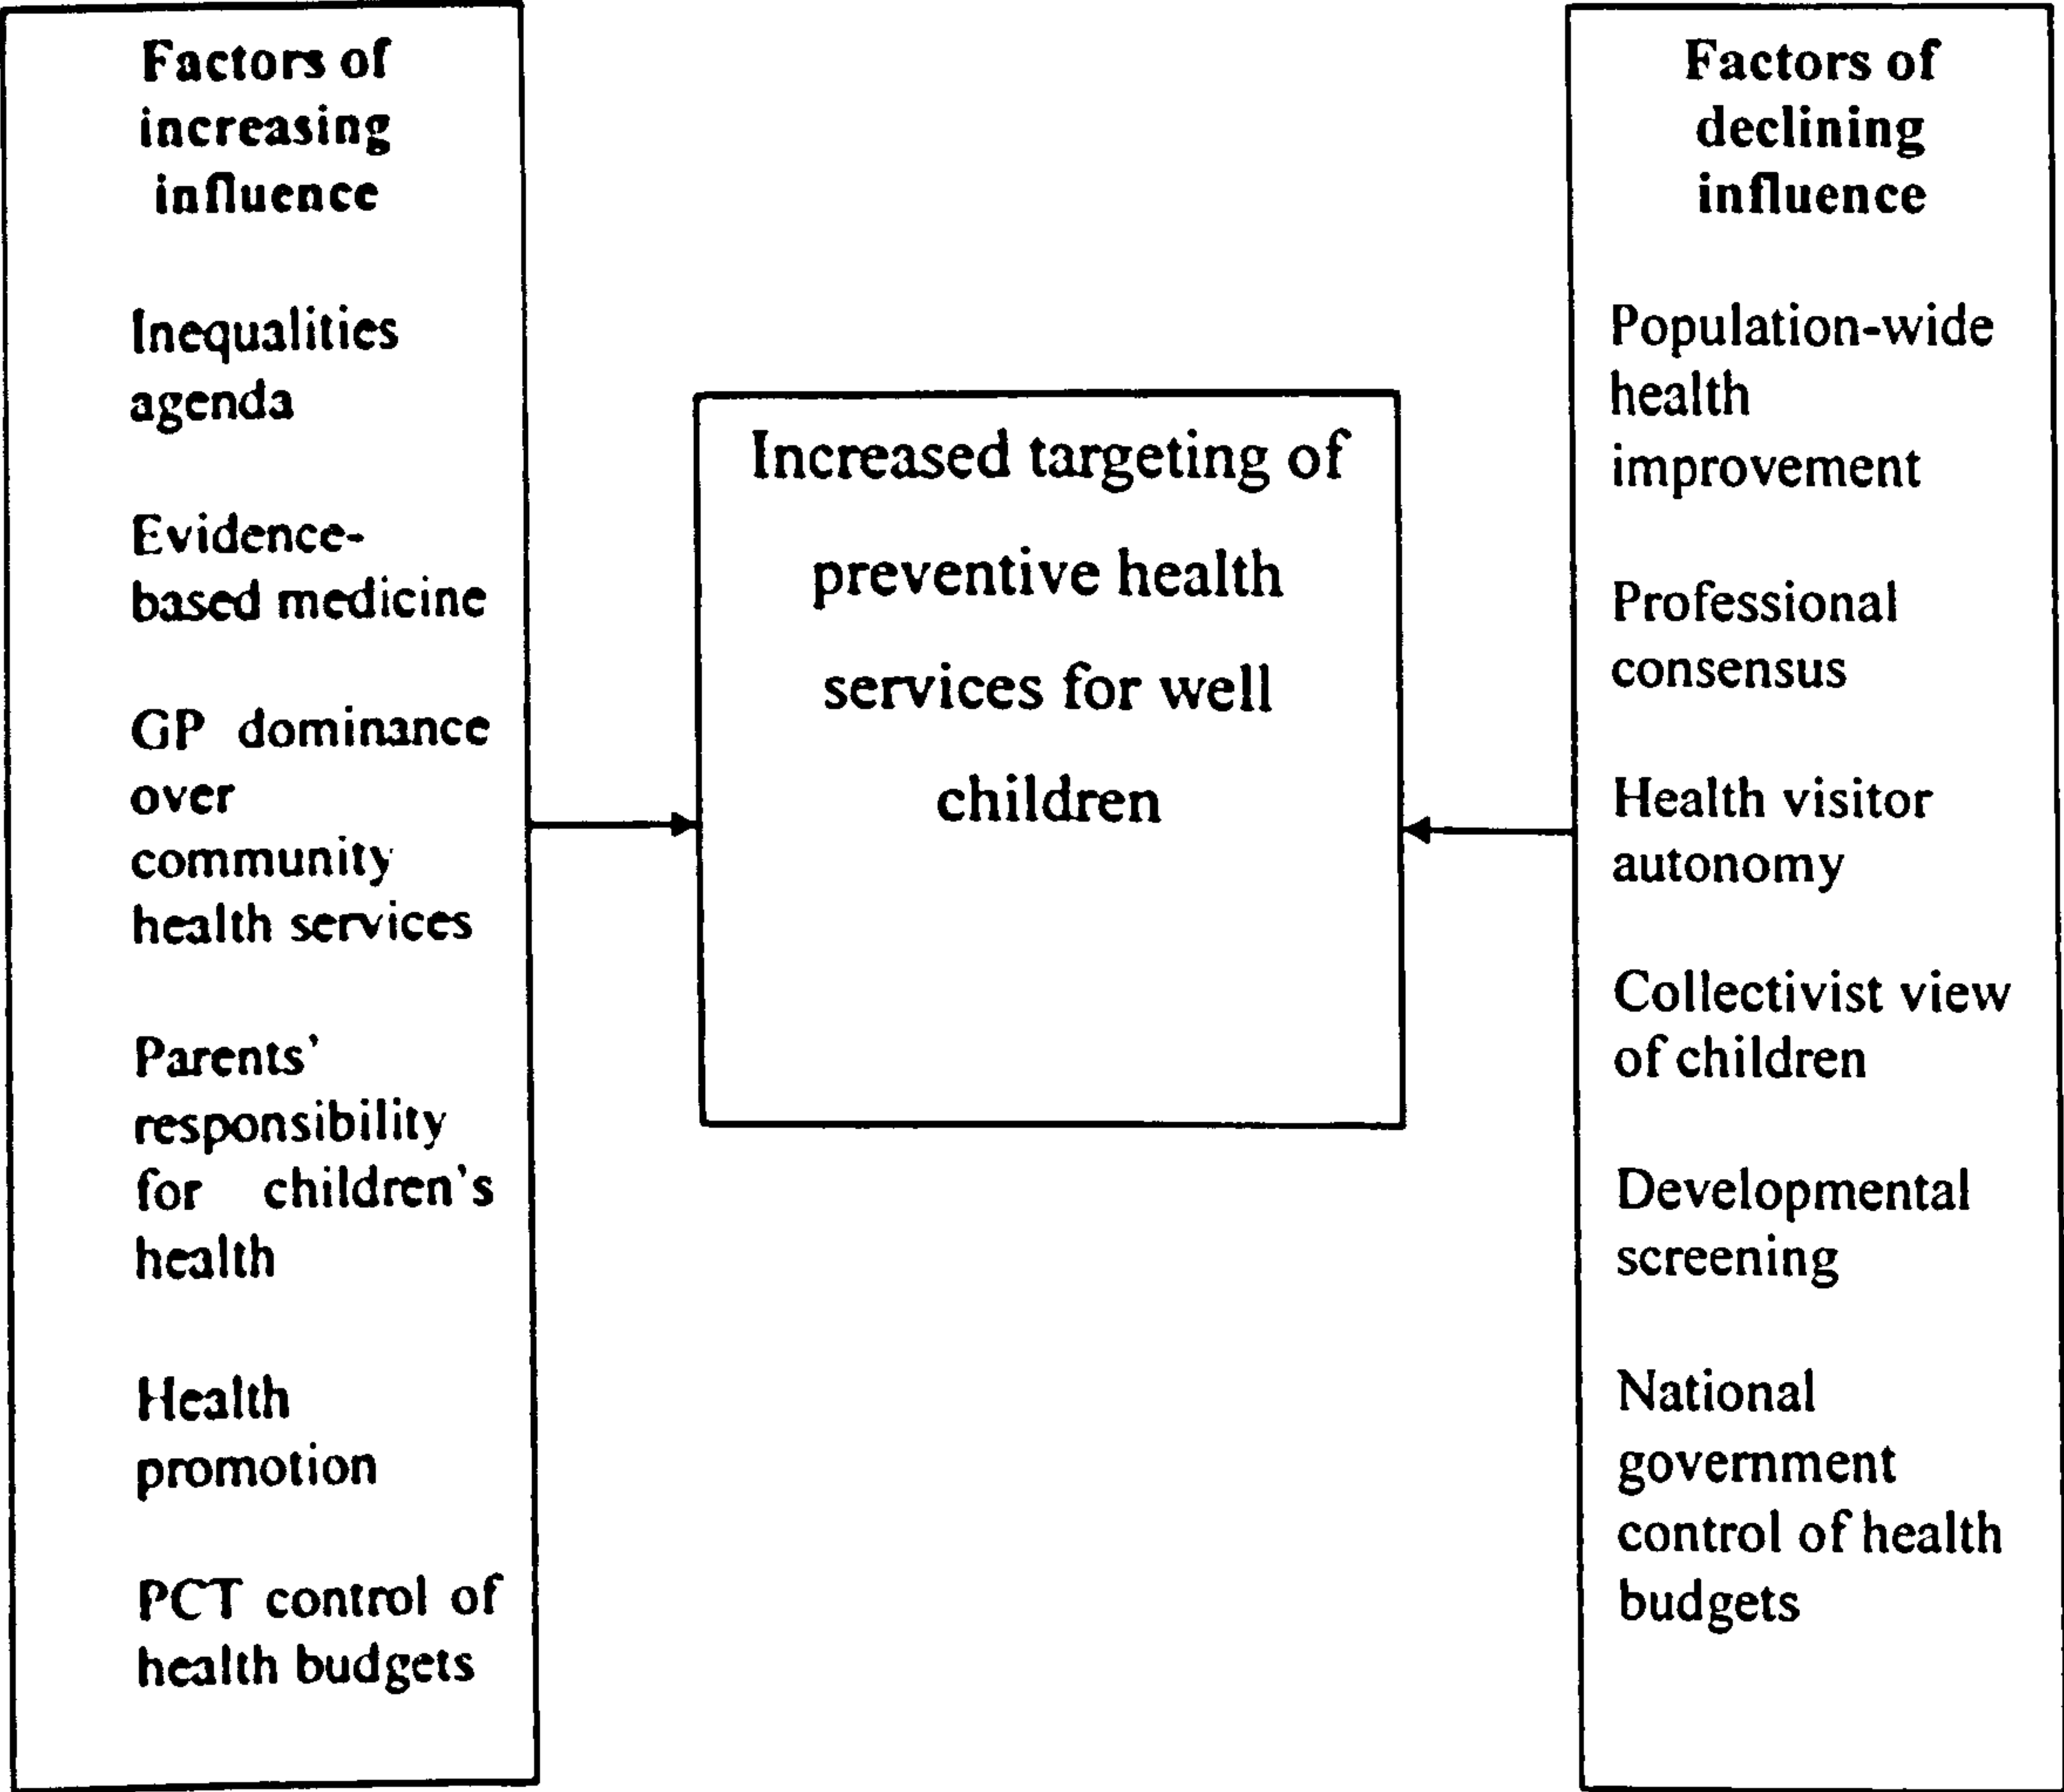 Factors of
increasing
influence
Inequalities
agenda
Evidence-
based medicine
GP dominance
over
community
health services
Parents'
responsibility
for children's
health
Health
promotion
PCT control of
health budgets
Increased targeting of
preventive health
services for well
children
Factors of
declining
influence
Population-wide
health
improvement
Professional
consensus
Health visitor
autonomy
Collectivist view
of children
Developmental
screening
National
government
control of health
budgets